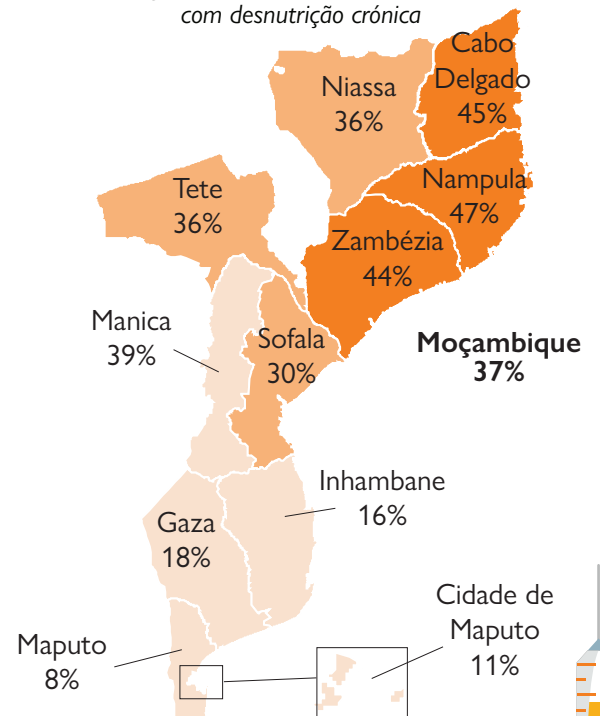 com desnutrição crónica
Cabo
Delgado
45%
Niassa
36%
Nampula
47%
Tete
36%
Zambézia
44%
Manica
39%
Sofala
30%
Moçambique
37%
Inhambane
16%
Gaza
18%
Cidade de
Maputo
11%
Maputo
8%